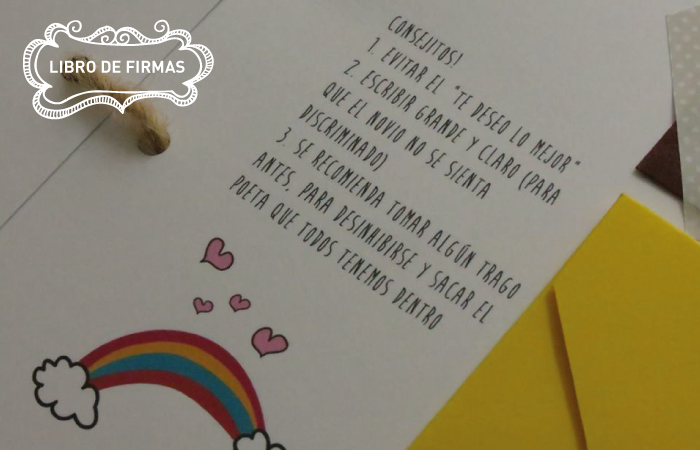 LIBRO DE FIRMAS
CONSEJITOS!
1. EVITAR EL "TE DESEO LO MEJOR"
2. ESCRIBIR GRANDE Y CLARO (PARA
QUE EL NOVIO NO SE SIENTA
DISCRIMINADO)
3. SE RECOMIENDA TOMAR ALGÚN TRAGO
ANTES, PARA DESINHIBIRSE Y SACAR EL
POETA QUE TODOS TENEMOS DENTRO